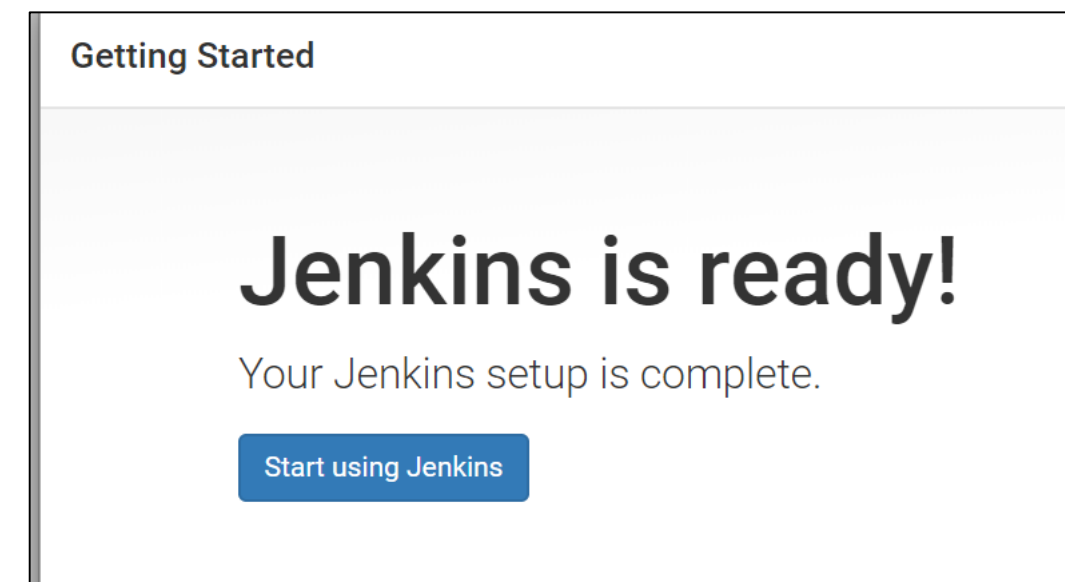 Getting Started
Jenkins is ready!
Your Jenkins setup is complete.
Start using Jenkins